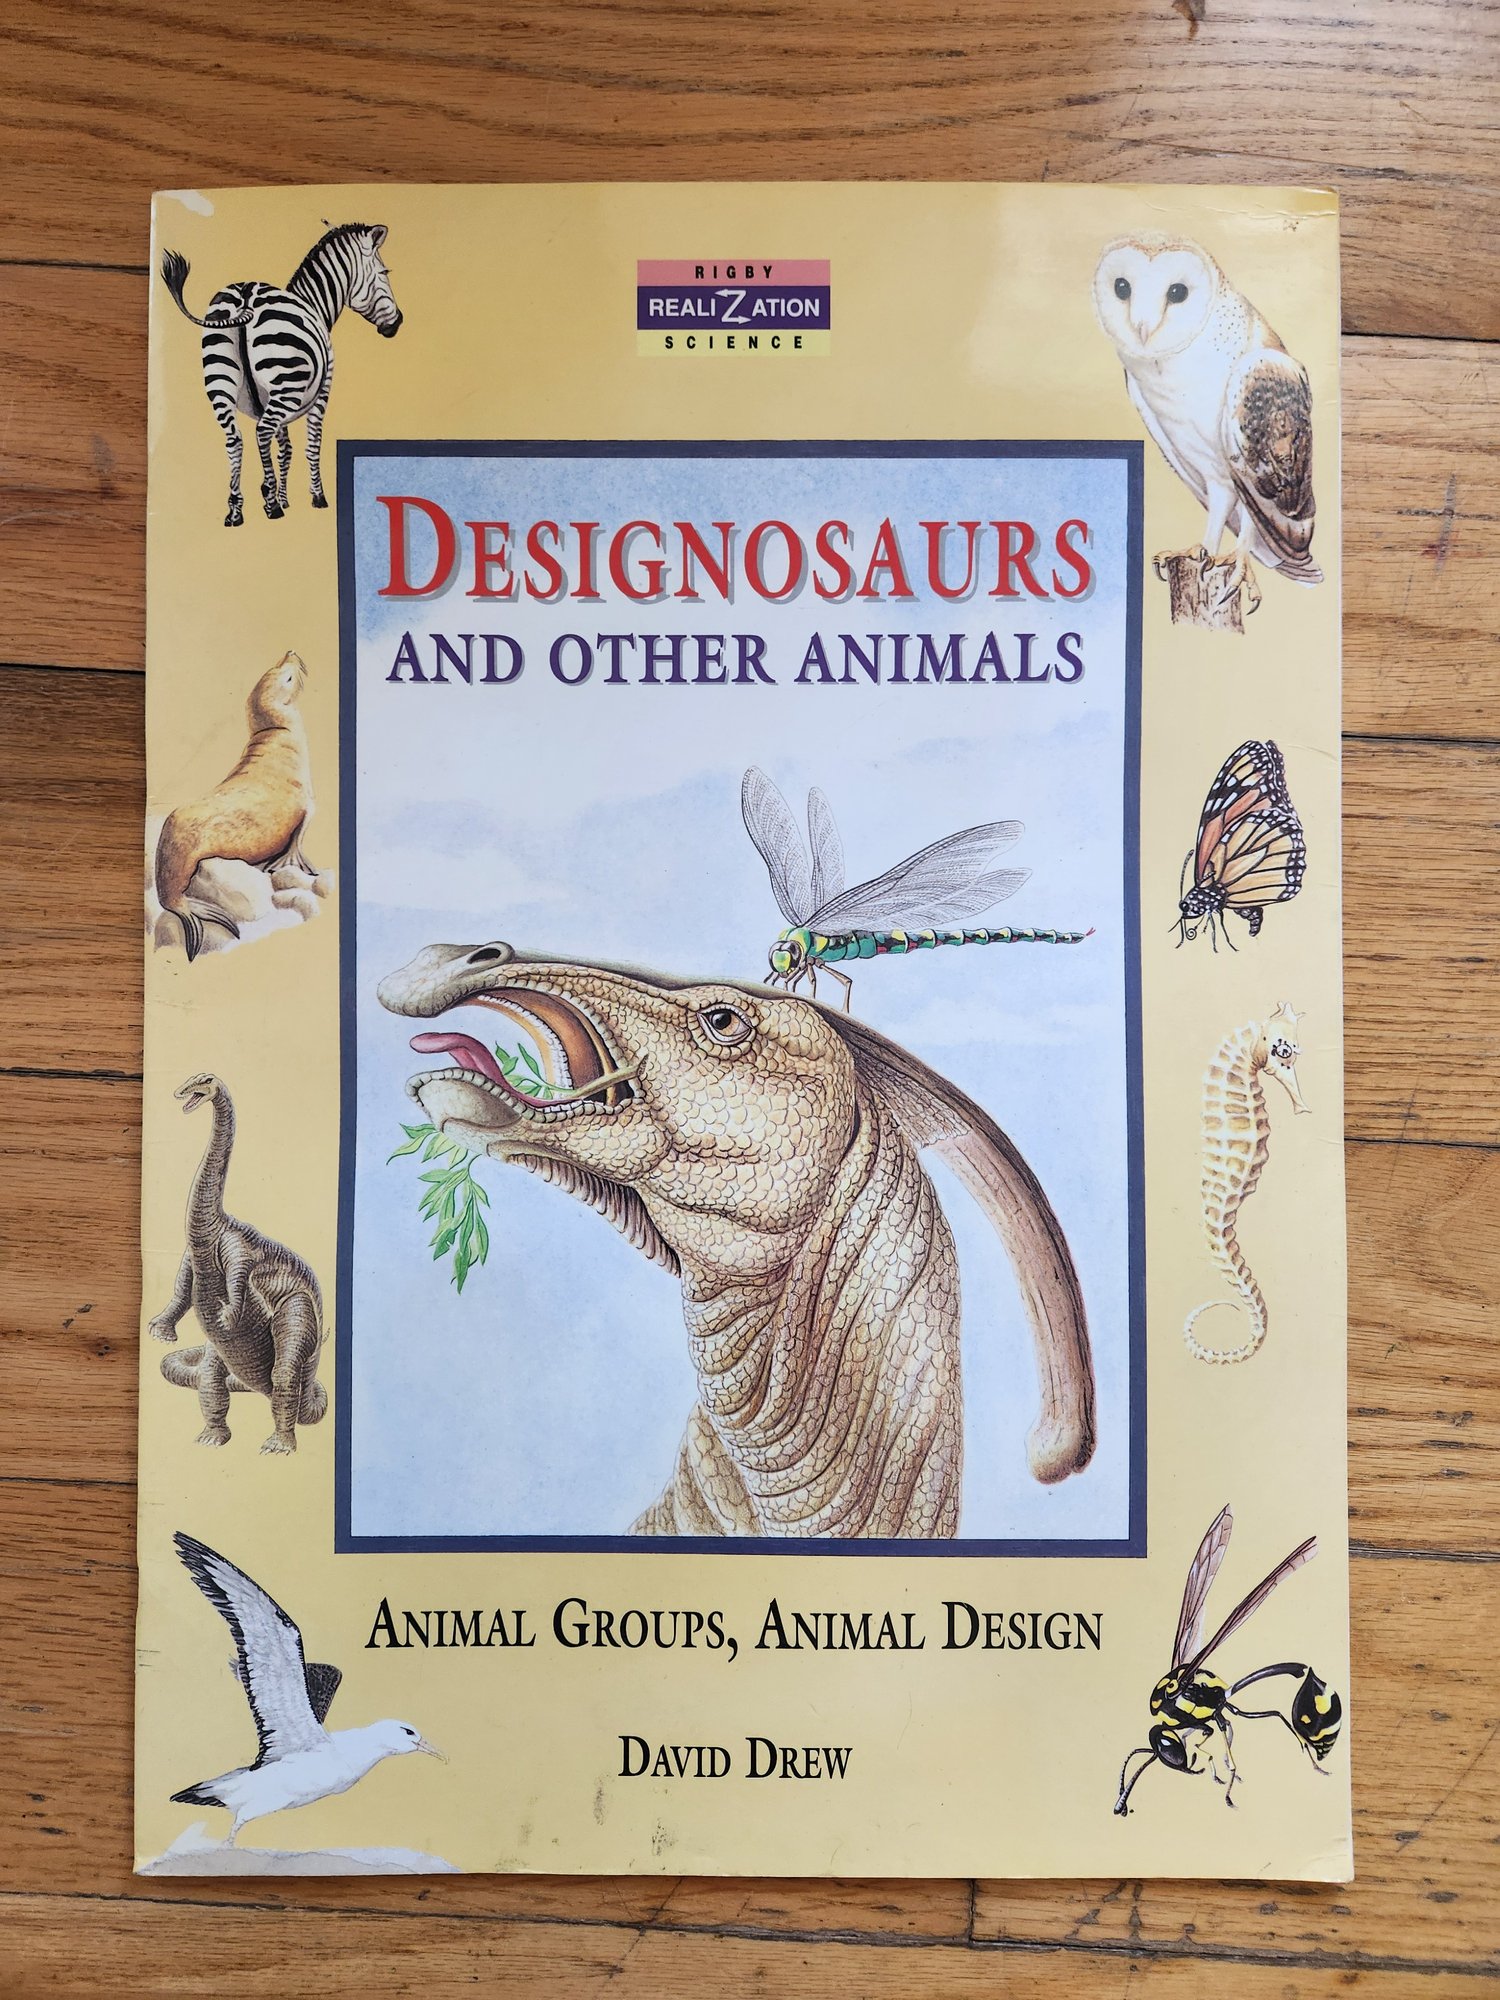 RIGBY
REALIZATION
SCIENCE
DESIGNOSAURS
AND OTHER ANIMALS
ANIMAL GROUPS, ANIMAL DESIGN
DAVID DREW